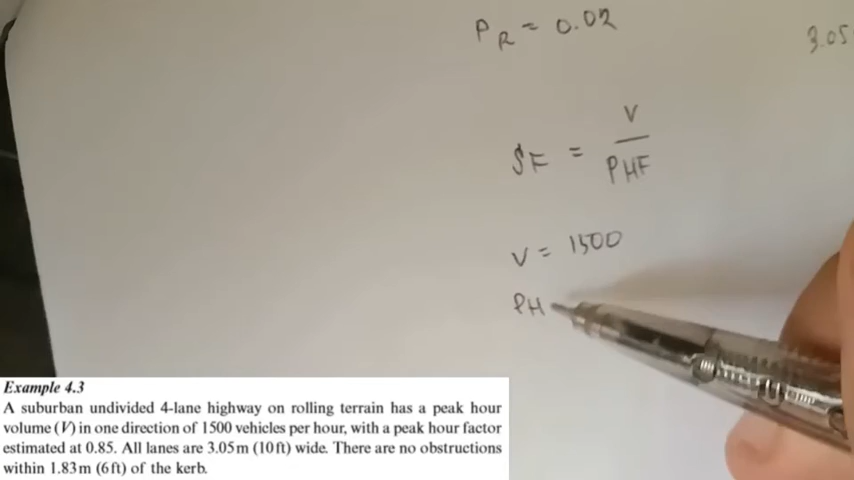 P_R = 0.02
3.05
SF = V / PHF
V = 1500
PH
Example 4.3
A suburban undivided 4-lane highway on rolling terrain has a peak hour
volume (V) in one direction of 1500 vehicles per hour, with a peak hour factor
estimated at 0.85. All lanes are 3.05 m (10 ft) wide. There are no obstructions
within 1.83 m (6 ft) of the kerb.